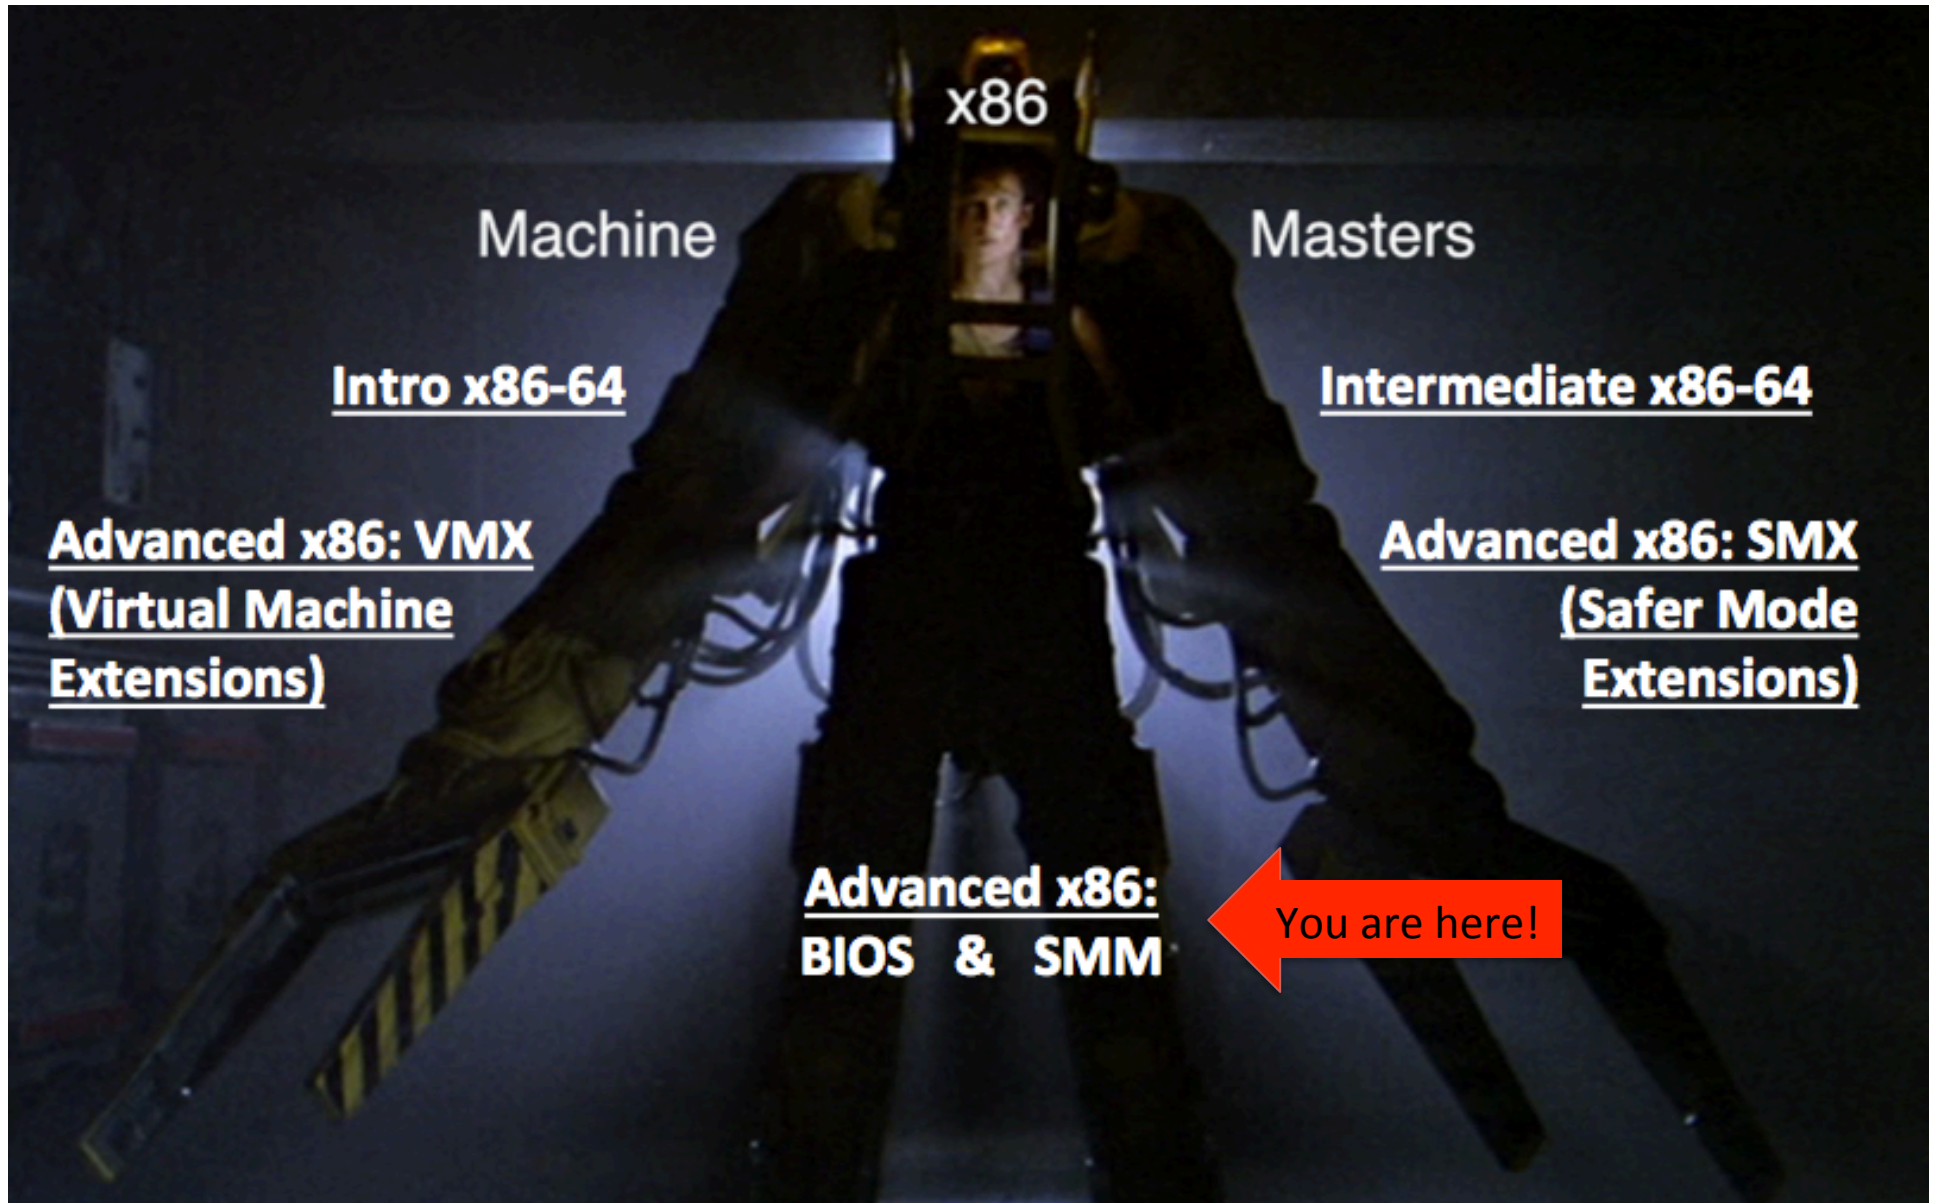 x86
Machine
Masters
Intro x86-64
Intermediate x86-64
Advanced x86: VMX
(Virtual Machine
Extensions)
Advanced x86: SMX
(Safer Mode
Extensions)
Advanced x86:
BIOS & SMM
You are here!